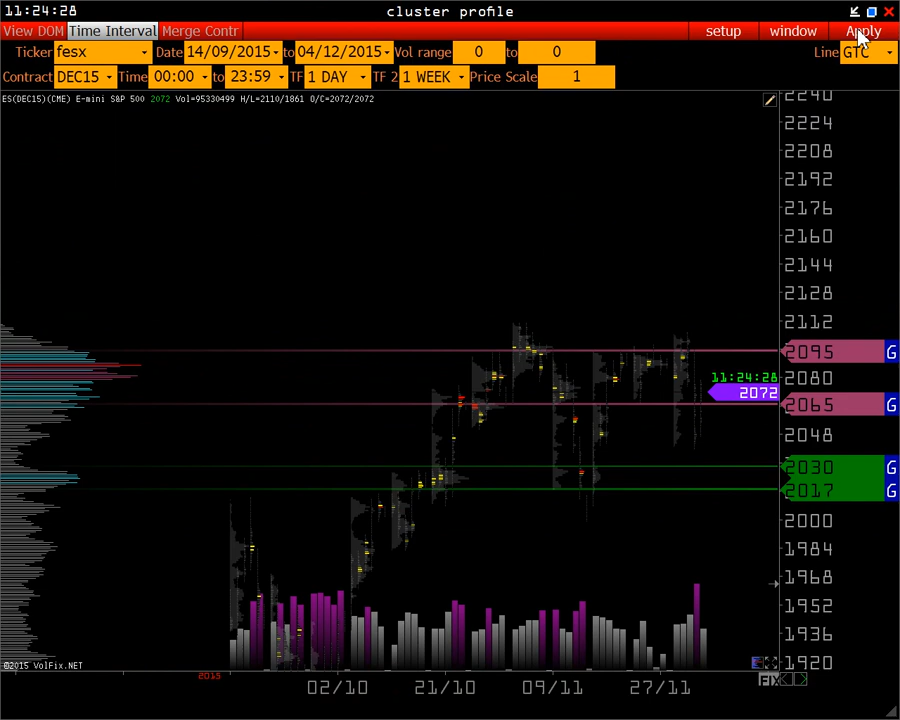 11:24:28 cluster profile
View DOM Time Interval Merge Contr setup window Apply
Ticker fesx Date 14/09/2015 to 04/12/2015 Vol range 0 to 0 Line GTC
Contract DEC15 Time 00:00 to 23:59 TF 1 DAY TF 2 1 WEEK Price Scale 1
ES(DEC15)(CME) E-mini S&P 500 2072 Vol=95330499 H/L=2110/1861 O/C=2072/2072
2240
2224
2208
2192
2176
2160
2144
2128
2112
2095 G
11:24:28 2080
2072
2065 G
2048
2030 G
2017 G
2000
1984
1968
1952
1936
©2015 VolFix.NET 1920
2015 02/10 21/10 09/11 27/11 FIX